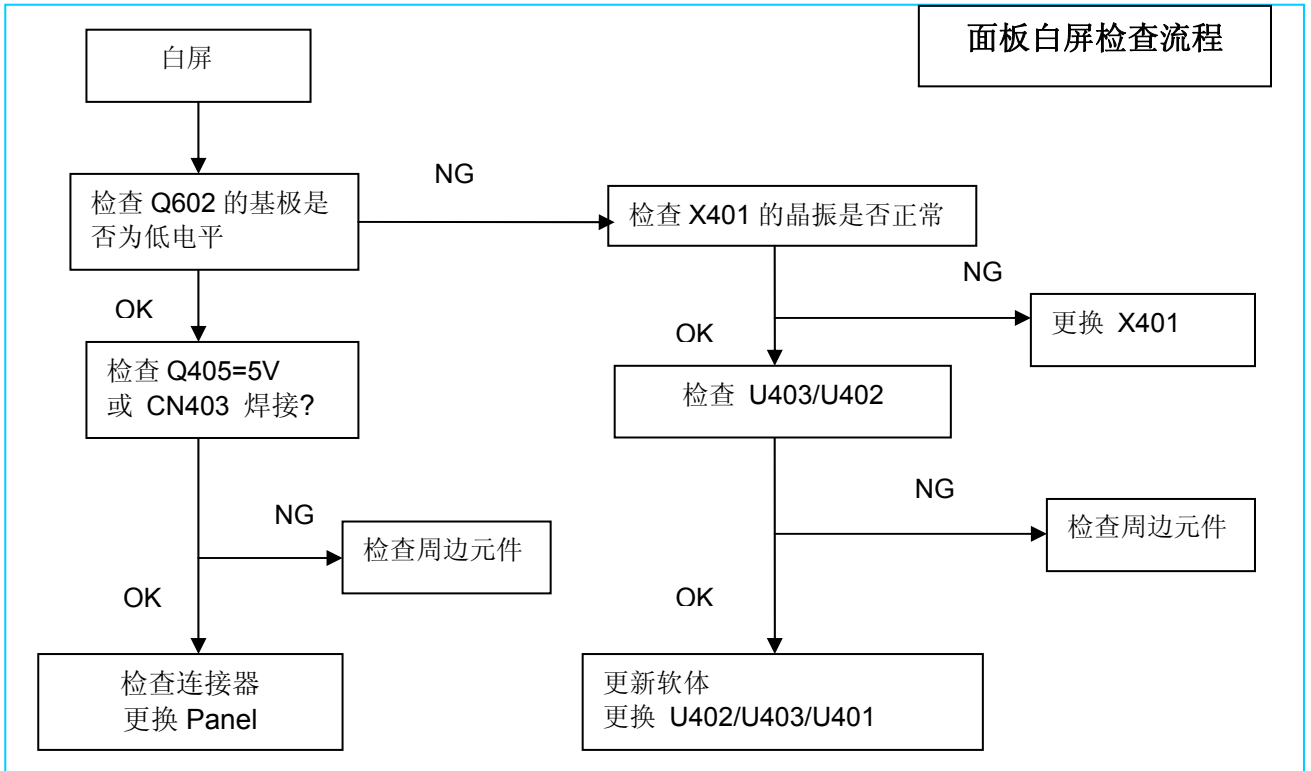 面板白屏检查流程
白屏
NG
检查 Q602 的基极是
否为低电平
检查 X401 的晶振是否正常
NG
OK
更换 X401
OK
检查 Q405=5V
或 CN403 焊接?
检查 U403/U402
NG
NG
检查周边元件
检查周边元件
OK
OK
检查连接器
更换 Panel
更新软体
更换 U402/U403/U401